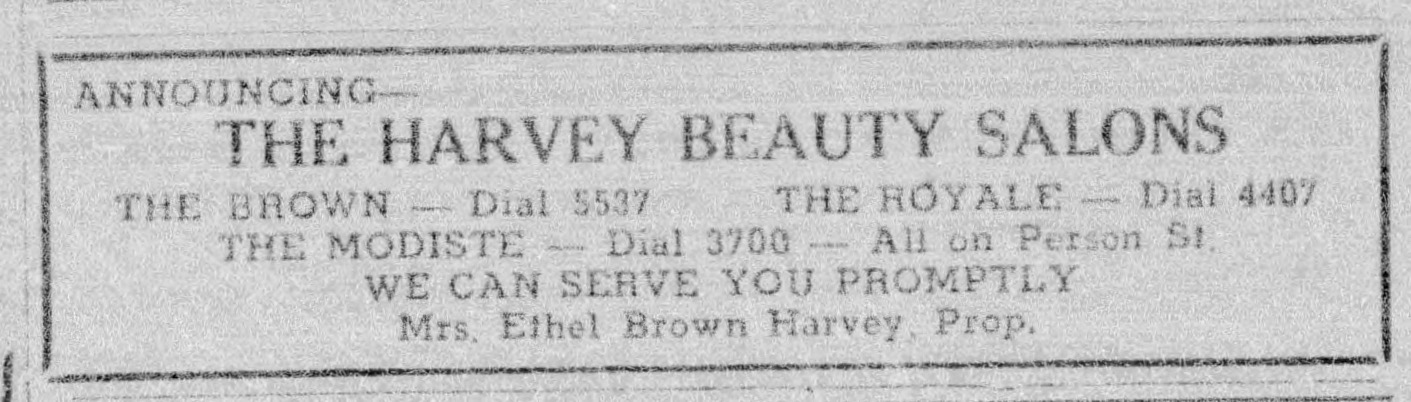 ANNOUNCING—
THE HARVEY BEAUTY SALONS
THE BROWN — Dial 5537 THE ROYALE — Dial 4407
THE MODISTE — Dial 3700 — All on Person St.
WE CAN SERVE YOU PROMPTLY
Mrs. Ethel Brown Harvey, Prop.